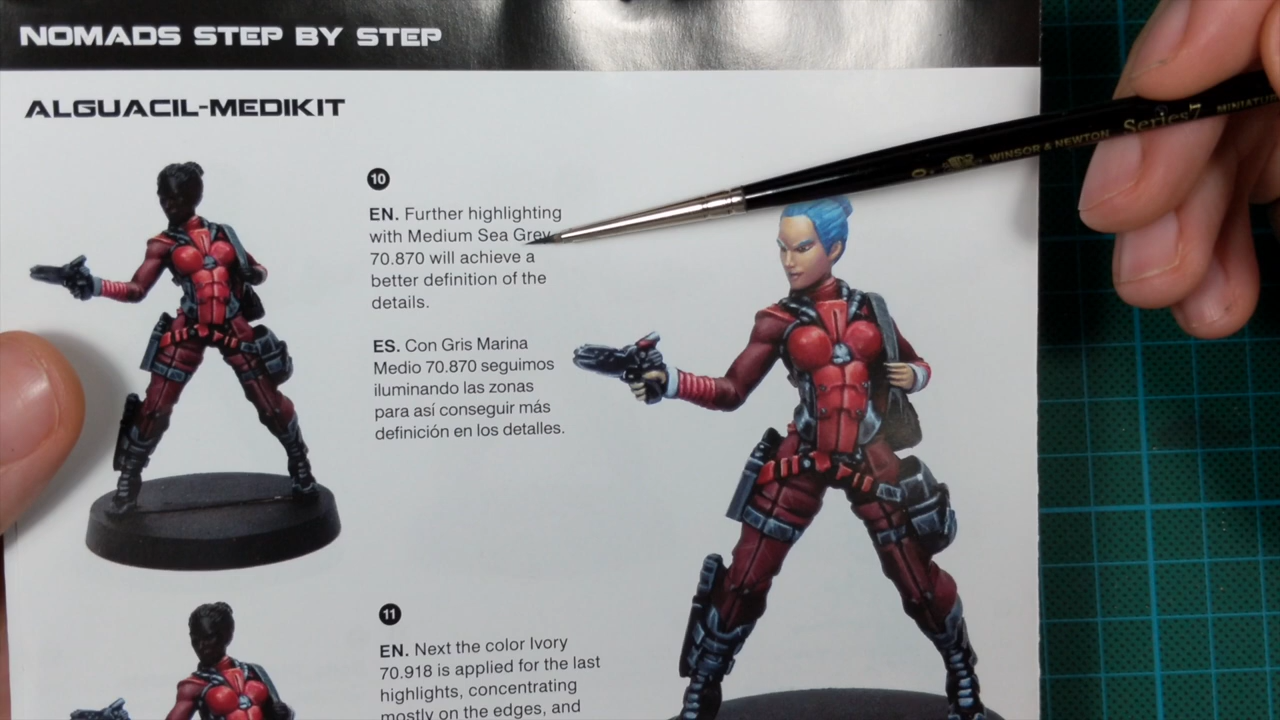 NOMADS STEP BY STEP
ALGUACIL-MEDIKIT
10
EN. Further highlighting
with Medium Sea Grey
70.870 will achieve a
better definition of the
details.
ES. Con Gris Marina
Medio 70.870 seguimos
iluminando las zonas
para así conseguir más
definición en los detalles.
11
EN. Next the color Ivory
70.918 is applied for the last
highlights, concentrating
mostly on the edges, and
0 WINSOR & NEWTON Series 7 MINIATURE